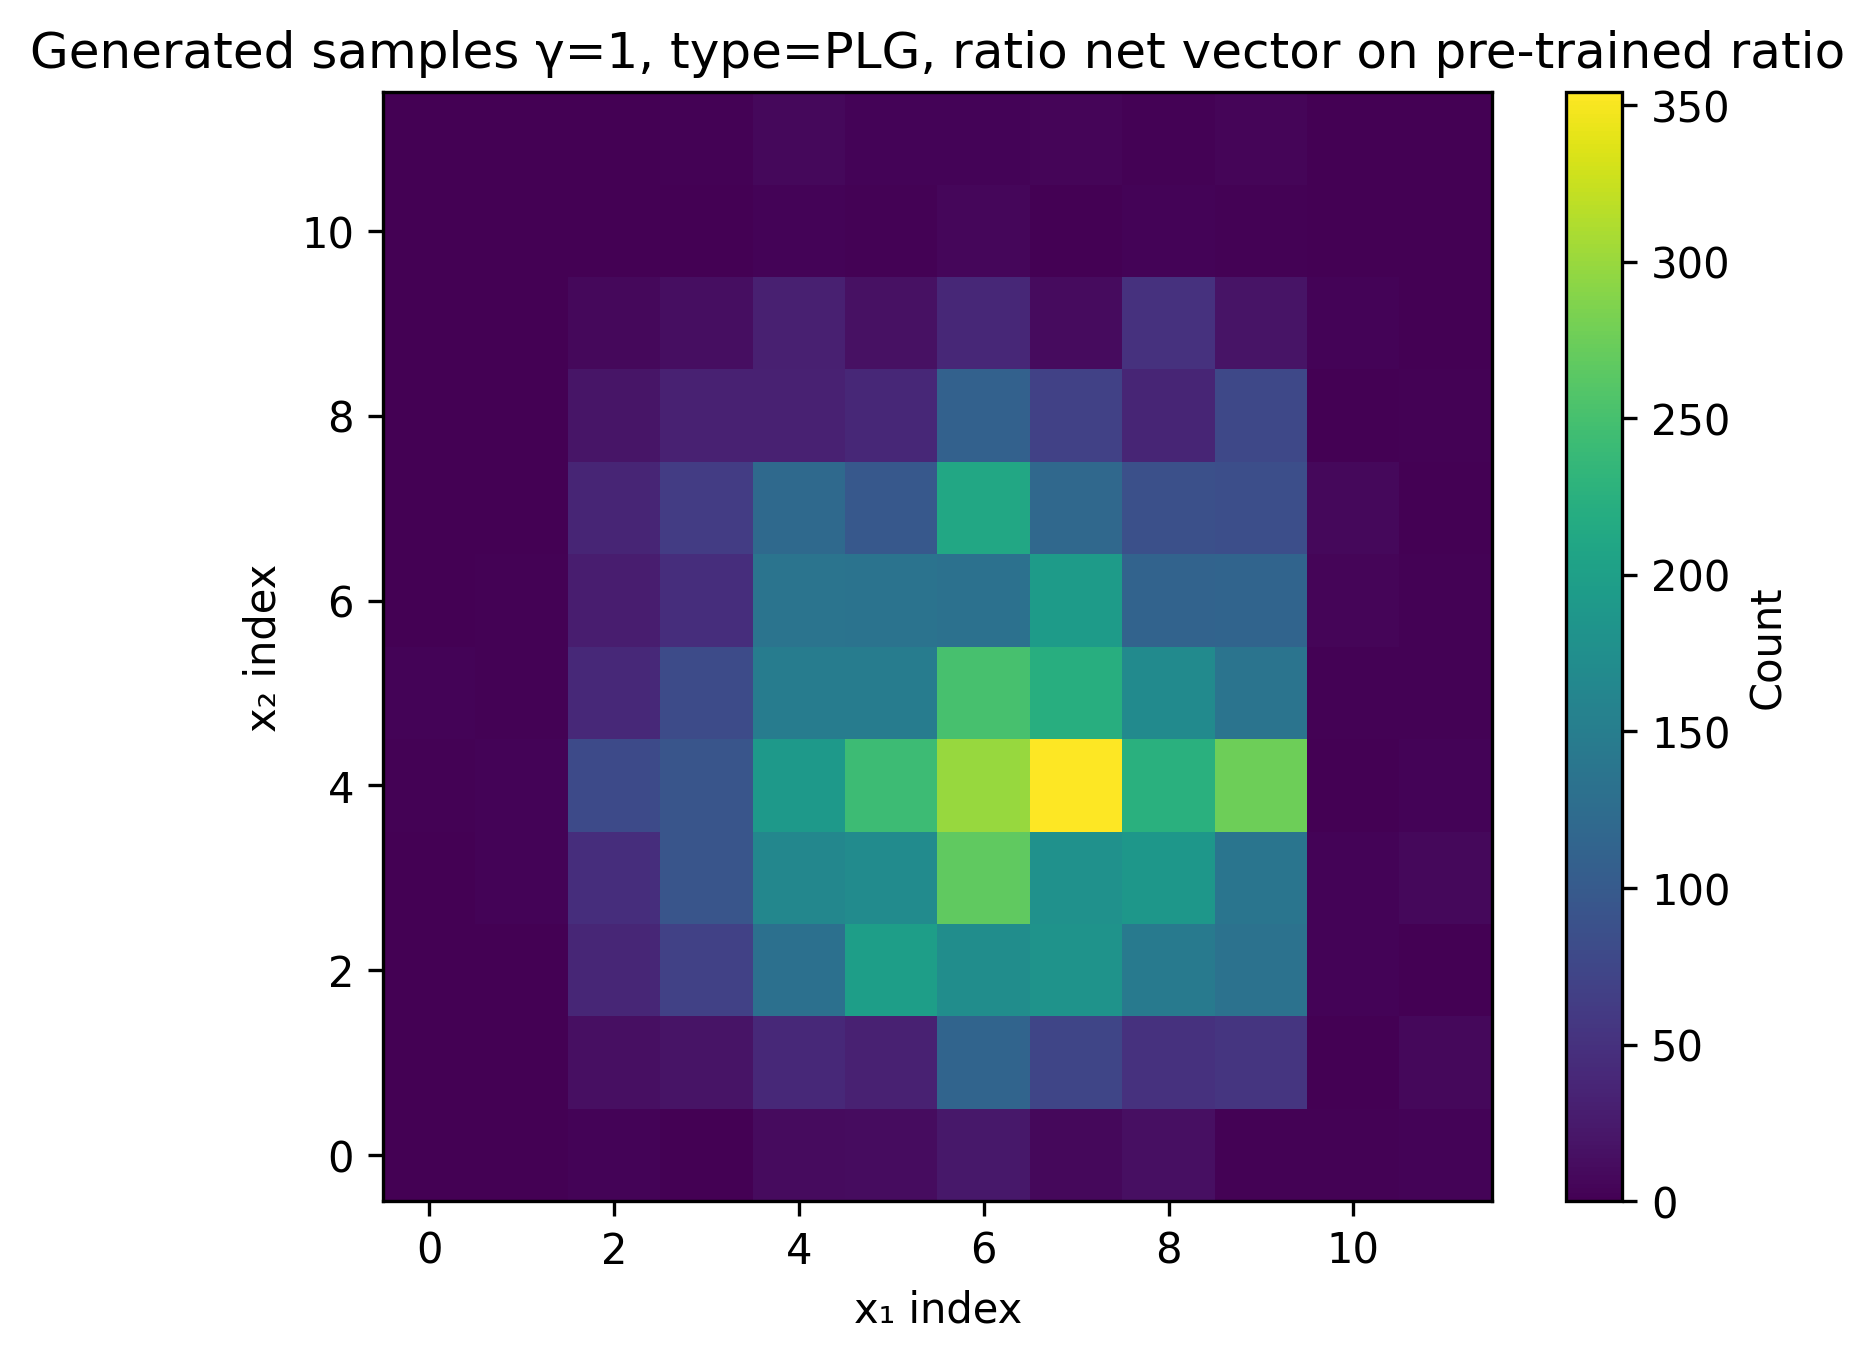 Generated samples γ=1, type=PLG, ratio net vector on pre-trained ratio
x₂ index
10
8
6
4
2
0
0 2 4 6 8 10
x₁ index
350
300
250
200
150
100
50
0
Count